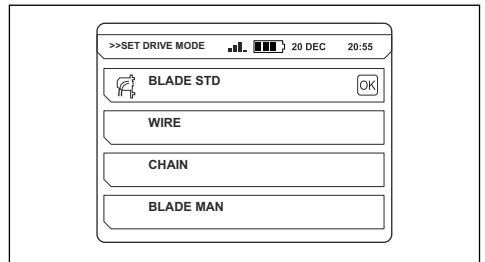 >>SET DRIVE MODE 20 DEC 20:55
BLADE STD OK
WIRE
CHAIN
BLADE MAN